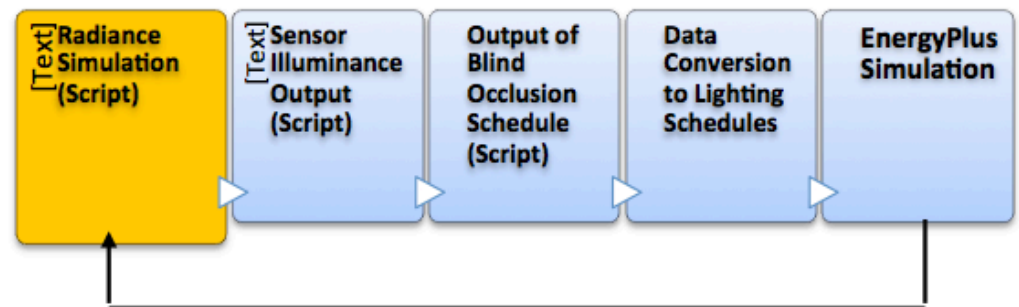 [Text]
Radiance
Simulation
(Script)
[Text]
Sensor
Illuminance
Output
(Script)
Output of
Blind
Occlusion
Schedule
(Script)
Data
Conversion
to Lighting
Schedules
EnergyPlus
Simulation